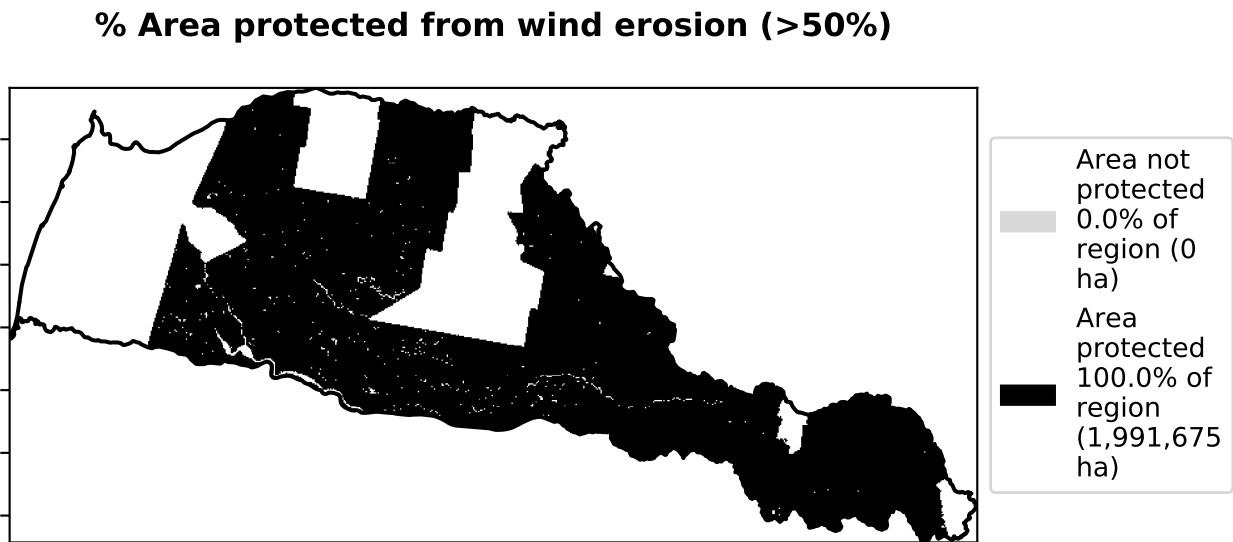 % Area protected from wind erosion (>50%)
Area not
protected
0.0% of
region (0
ha)
Area
protected
100.0% of
region
(1,991,675
ha)